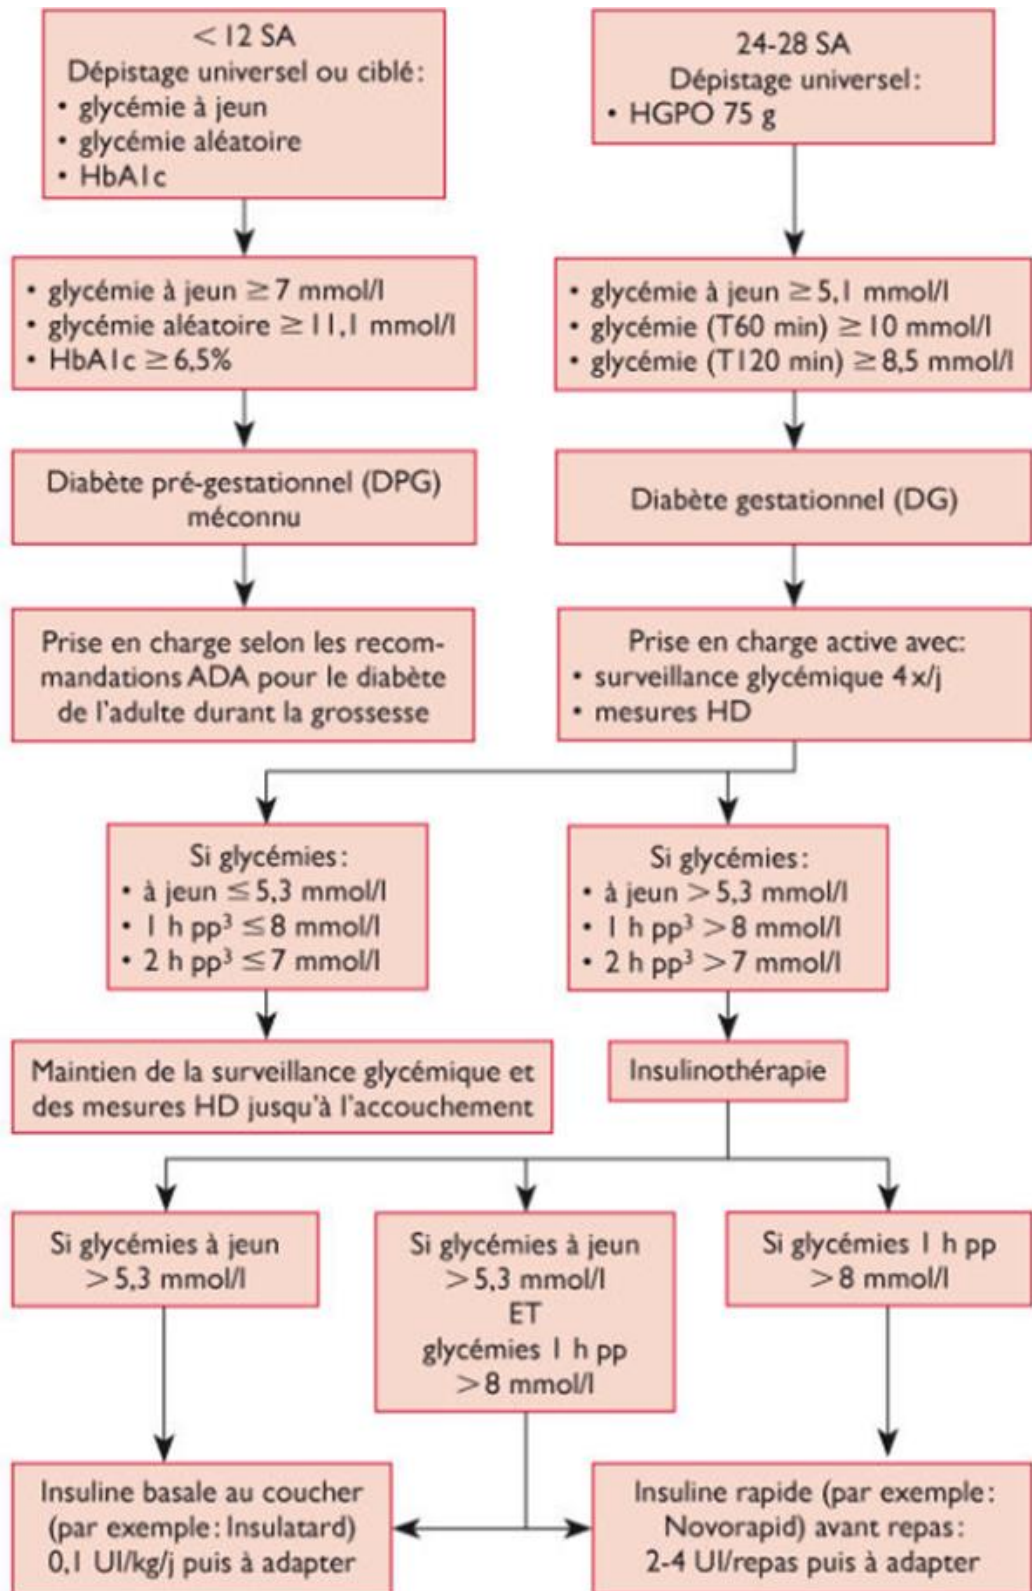 < 12 SA
Dépistage universel ou ciblé :
• glycémie à jeun
• glycémie aléatoire
• HbA1c
24-28 SA
Dépistage universel :
• HGPO 75 g
• glycémie à jeun ≥ 7 mmol/l
• glycémie aléatoire ≥ 11,1 mmol/l
• HbA1c ≥ 6,5%
• glycémie à jeun ≥ 5,1 mmol/l
• glycémie (T60 min) ≥ 10 mmol/l
• glycémie (T120 min) ≥ 8,5 mmol/l
Diabète pré-gestationnel (DPG)
méconnu
Diabète gestationnel (DG)
Prise en charge selon les recom-
mandations ADA pour le diabète
de l'adulte durant la grossesse
Prise en charge active avec:
• surveillance glycémique 4 x/j
• mesures HD
Si glycémies :
• à jeun ≤ 5,3 mmol/l
• 1 h pp³ ≤ 8 mmol/l
• 2 h pp³ ≤ 7 mmol/l
Si glycémies :
• à jeun > 5,3 mmol/l
• 1 h pp³ > 8 mmol/l
• 2 h pp³ > 7 mmol/l
Maintien de la surveillance glycémique et
des mesures HD jusqu'à l'accouchement
Insulinothérapie
Si glycémies à jeun
> 5,3 mmol/l
Si glycémies à jeun
> 5,3 mmol/l
ET
glycémies 1 h pp
> 8 mmol/l
Si glycémies 1 h pp
> 8 mmol/l
Insuline basale au coucher
(par exemple : Insulatard)
0,1 UI/kg/j puis à adapter
Insuline rapide (par exemple :
Novorapid) avant repas :
2-4 UI/repas puis à adapter